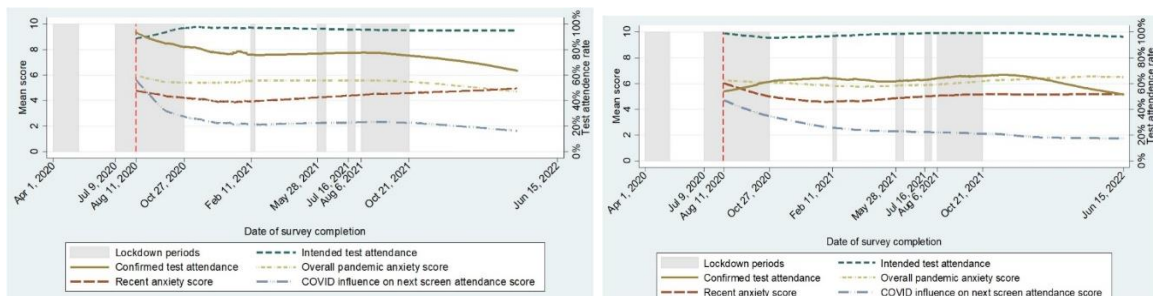 10
8
6
4
2
0
Mean score
100%
80%
60%
40%
20%
0%
Test attendence rate
Apr 1, 2020
Jul 9, 2020
Aug 11, 2020
Oct 27, 2020
Feb 11, 2021
May 28, 2021
Jul 16, 2021
Aug 6, 2021
Oct 21, 2021
Jun 15, 2022
Date of survey completion
Lockdown periods
Intended test attendance
Confirmed test attendance
Overall pandemic anxiety score
Recent anxiety score
COVID influence on next screen attendance score
10
8
6
4
2
0
Mean score
100%
80%
60%
40%
20%
0%
Test attendence rate
Apr 1, 2020
Jul 9, 2020
Aug 11, 2020
Oct 27, 2020
Feb 11, 2021
May 28, 2021
Jul 16, 2021
Aug 6, 2021
Oct 21, 2021
Jun 15, 2022
Date of survey completion
Lockdown periods
Intended test attendance
Confirmed test attendance
Overall pandemic anxiety score
Recent anxiety score
COVID influence on next screen attendance score